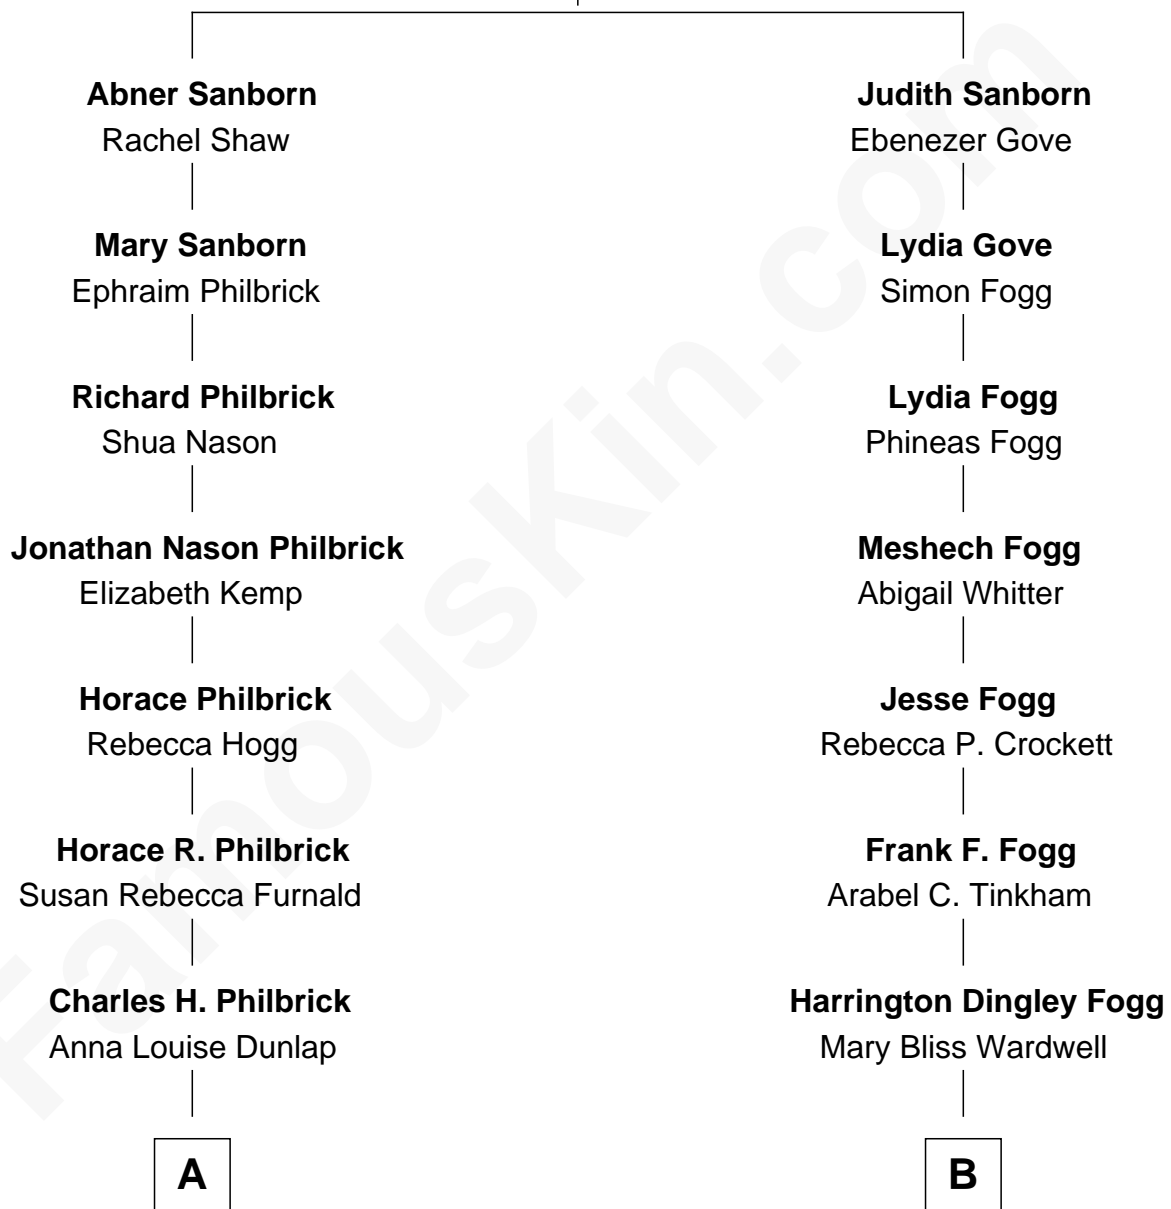 Abner Sanborn
Rachel Shaw
Mary Sanborn
Ephraim Philbrick
Richard Philbrick
Shua Nason
Jonathan Nason Philbrick
Elizabeth Kemp
Horace Philbrick
Rebecca Hogg
Horace R. Philbrick
Susan Rebecca Furnald
Charles H. Philbrick
Anna Louise Dunlap
A
Judith Sanborn
Ebenezer Gove
Lydia Gove
Simon Fogg
Lydia Fogg
Phineas Fogg
Meshech Fogg
Abigail Whitter
Jesse Fogg
Rebecca P. Crockett
Frank F. Fogg
Arabel C. Tinkham
Harrington Dingley Fogg
Mary Bliss Wardwell
B
FamousKin.com